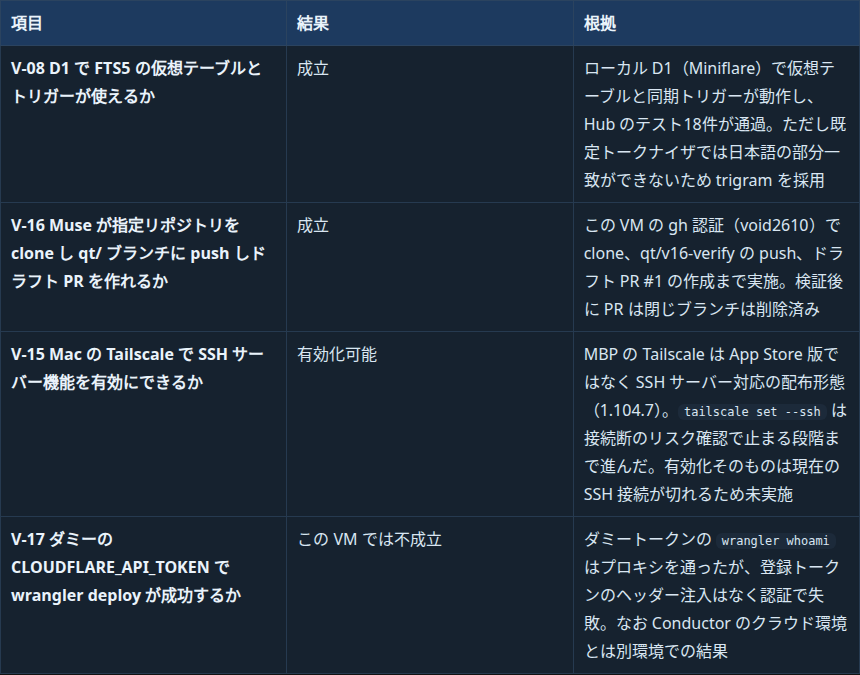 項目
結果
根拠
V-08 D1 で FTS5 の仮想テーブルと
トリガーが使えるか
成立
ローカル D1（Miniflare）で仮想テ
ーブルと同期トリガーが動作し、
Hub のテスト18件が通過。ただし既
定トークナイザでは日本語の部分一
致ができないため trigram を採用
V-16 Muse が指定リポジトリを
clone し qt/ ブランチに push しド
ラフト PR を作れるか
成立
この VM の gh 認証（void2610）で
clone、qt/v16-verify の push、ドラ
フト PR #1 の作成まで実施。検証後
に PR は閉じブランチは削除済み
V-15 Mac の Tailscale で SSH サー
バー機能を有効にできるか
有効化可能
MBP の Tailscale は App Store 版で
はなく SSH サーバー対応の配布形態
（1.104.7）。tailscale set --ssh は
接続断のリスク確認で止まる段階ま
で進んだ。有効化そのものは現在の
SSH 接続が切れるため未実施
V-17 ダミーの
CLOUDFLARE_API_TOKEN で
wrangler deploy が成功するか
この VM では不成立
ダミートークンの wrangler whoami
はプロキシを通ったが、登録トーク
ンのヘッダー注入はなく認証で失
敗。なお Conductor のクラウド環境
とは別環境での結果